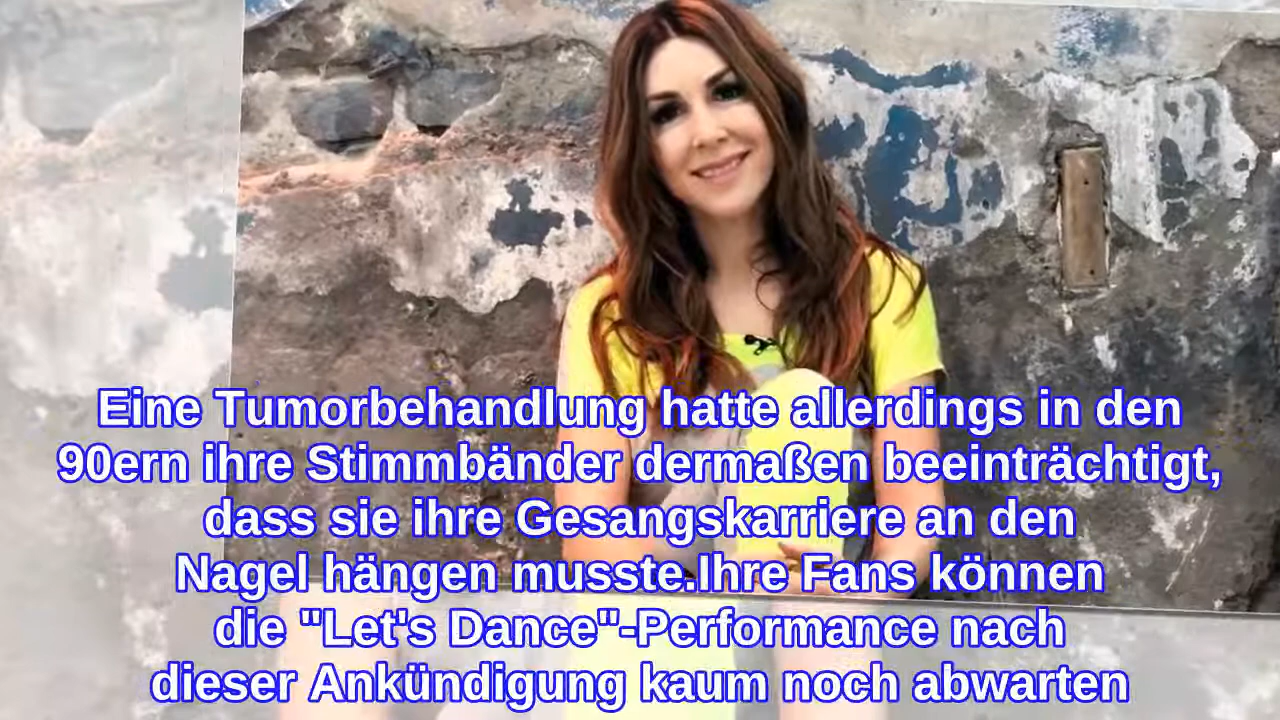 Eine Tumorbehandlung hatte allerdings in den
90ern ihre Stimmbänder dermaßen beeinträchtigt,
dass sie ihre Gesangskarriere an den
Nagel hängen musste.Ihre Fans können
die "Let's Dance"-Performance nach
dieser Ankündigung kaum noch abwarten